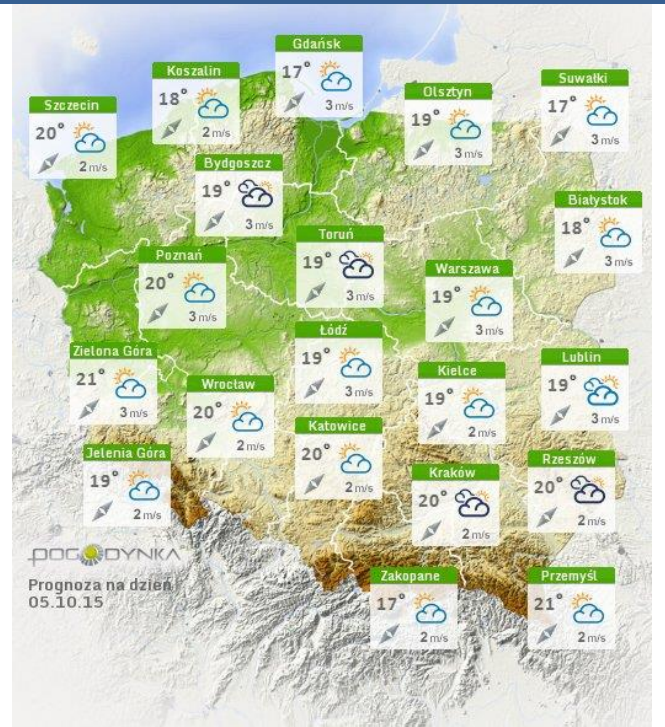 Gdańsk
17°
3 m/s
Koszalin
18°
2 m/s
Szczecin
20°
2 m/s
Olsztyn
19°
3 m/s
Suwałki
17°
3 m/s
Bydgoszcz
19°
3 m/s
Białystok
18°
3 m/s
Toruń
19°
3 m/s
Poznań
20°
3 m/s
Warszawa
19°
3 m/s
Łódź
19°
3 m/s
Zielona Góra
21°
3 m/s
Wrocław
20°
2 m/s
Kielce
19°
2 m/s
Lublin
19°
3 m/s
Katowice
20°
2 m/s
Jelenia Góra
19°
2 m/s
Kraków
20°
2 m/s
Rzeszów
20°
2 m/s
POGODYNKA
Prognoza na dzień
05.10.15
Zakopane
17°
2 m/s
Przemyśl
21°
2 m/s